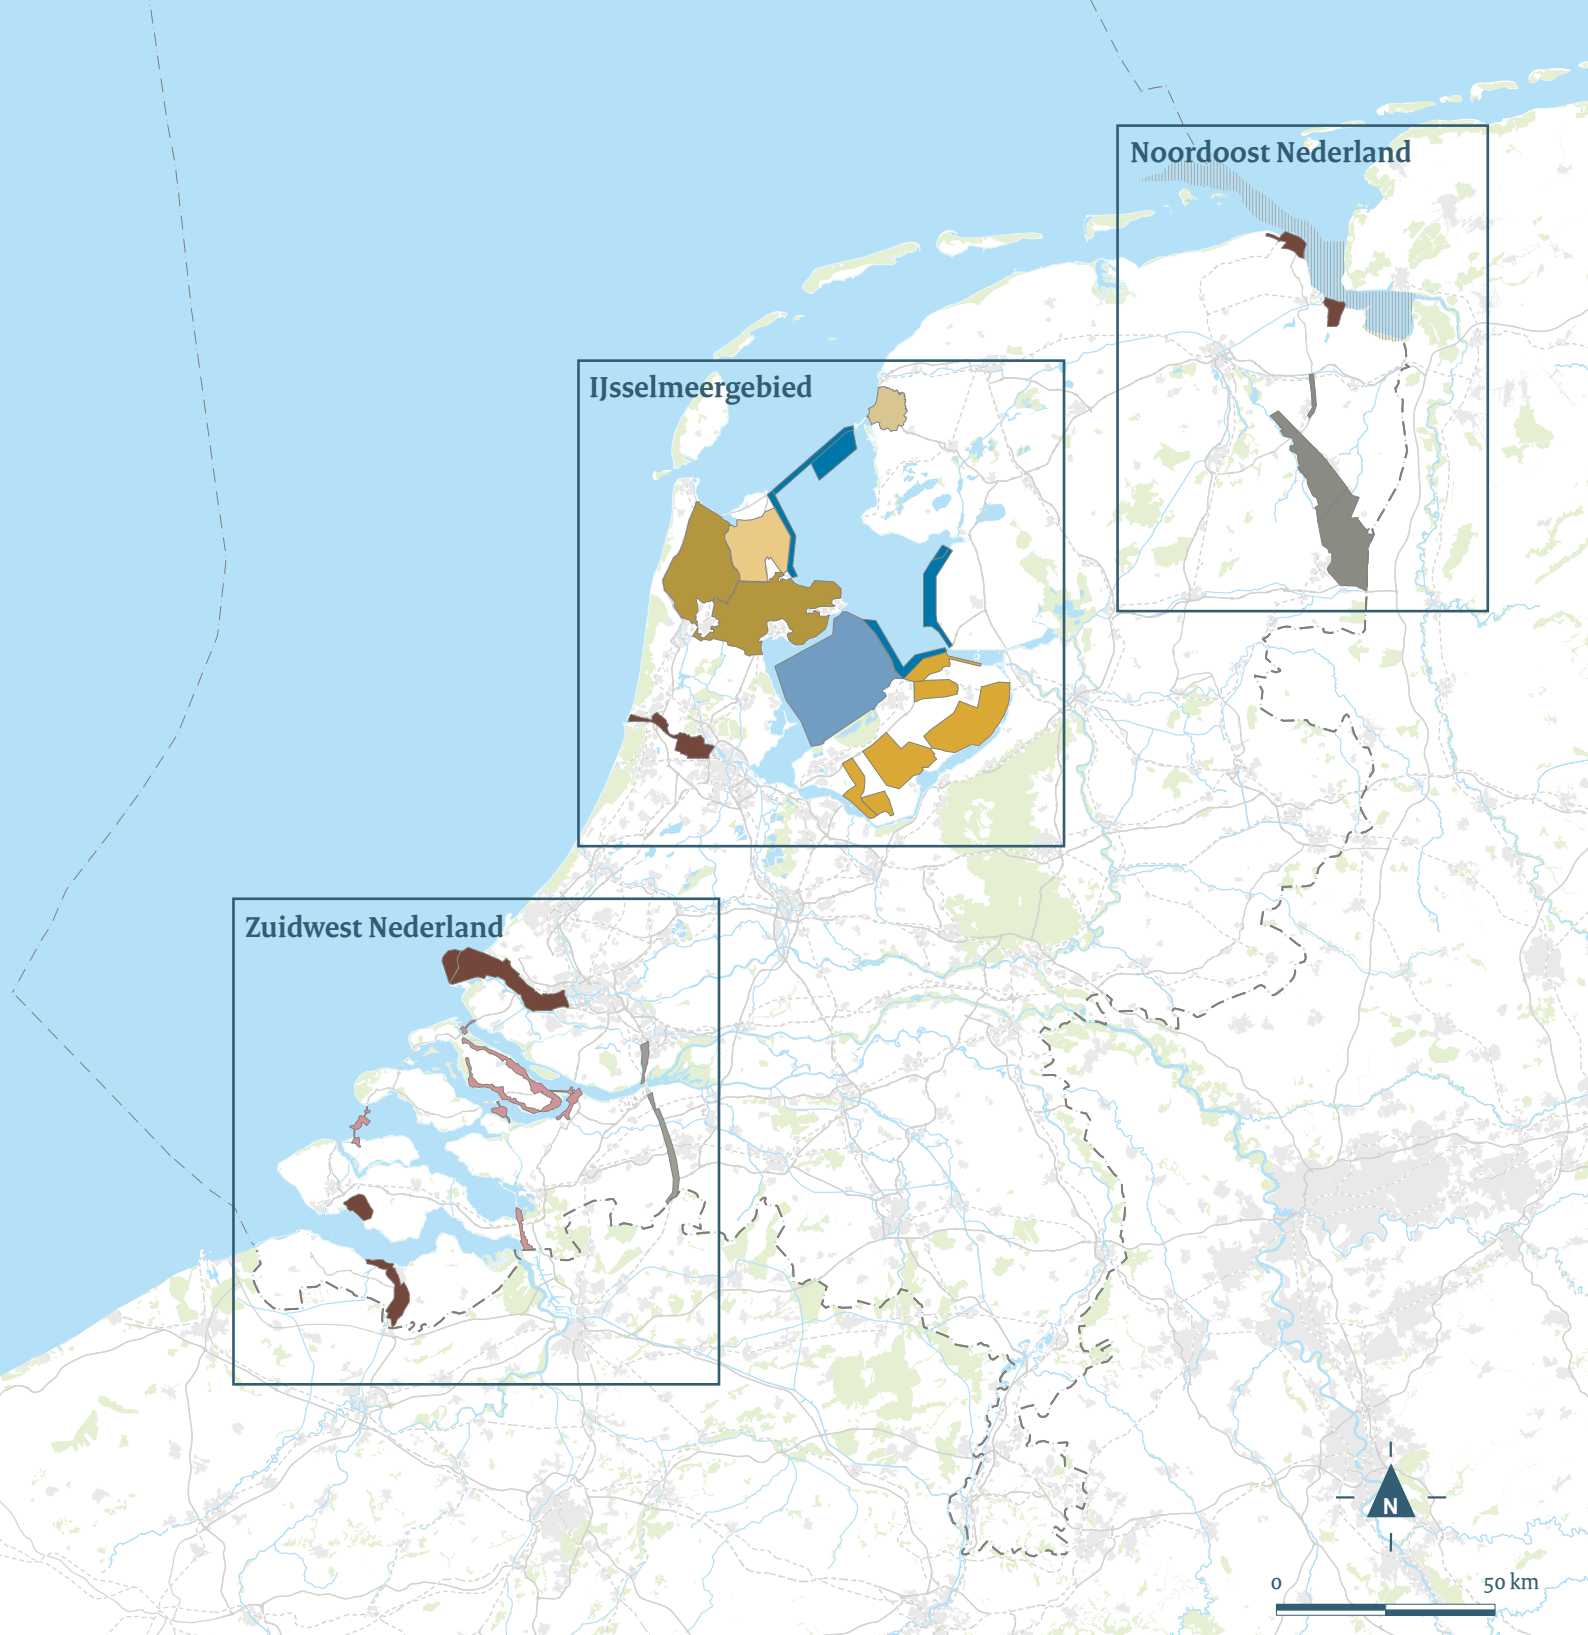 Noordoost Nederland
IJsselmeergebied
Zuidwest Nederland
N
0 50 km